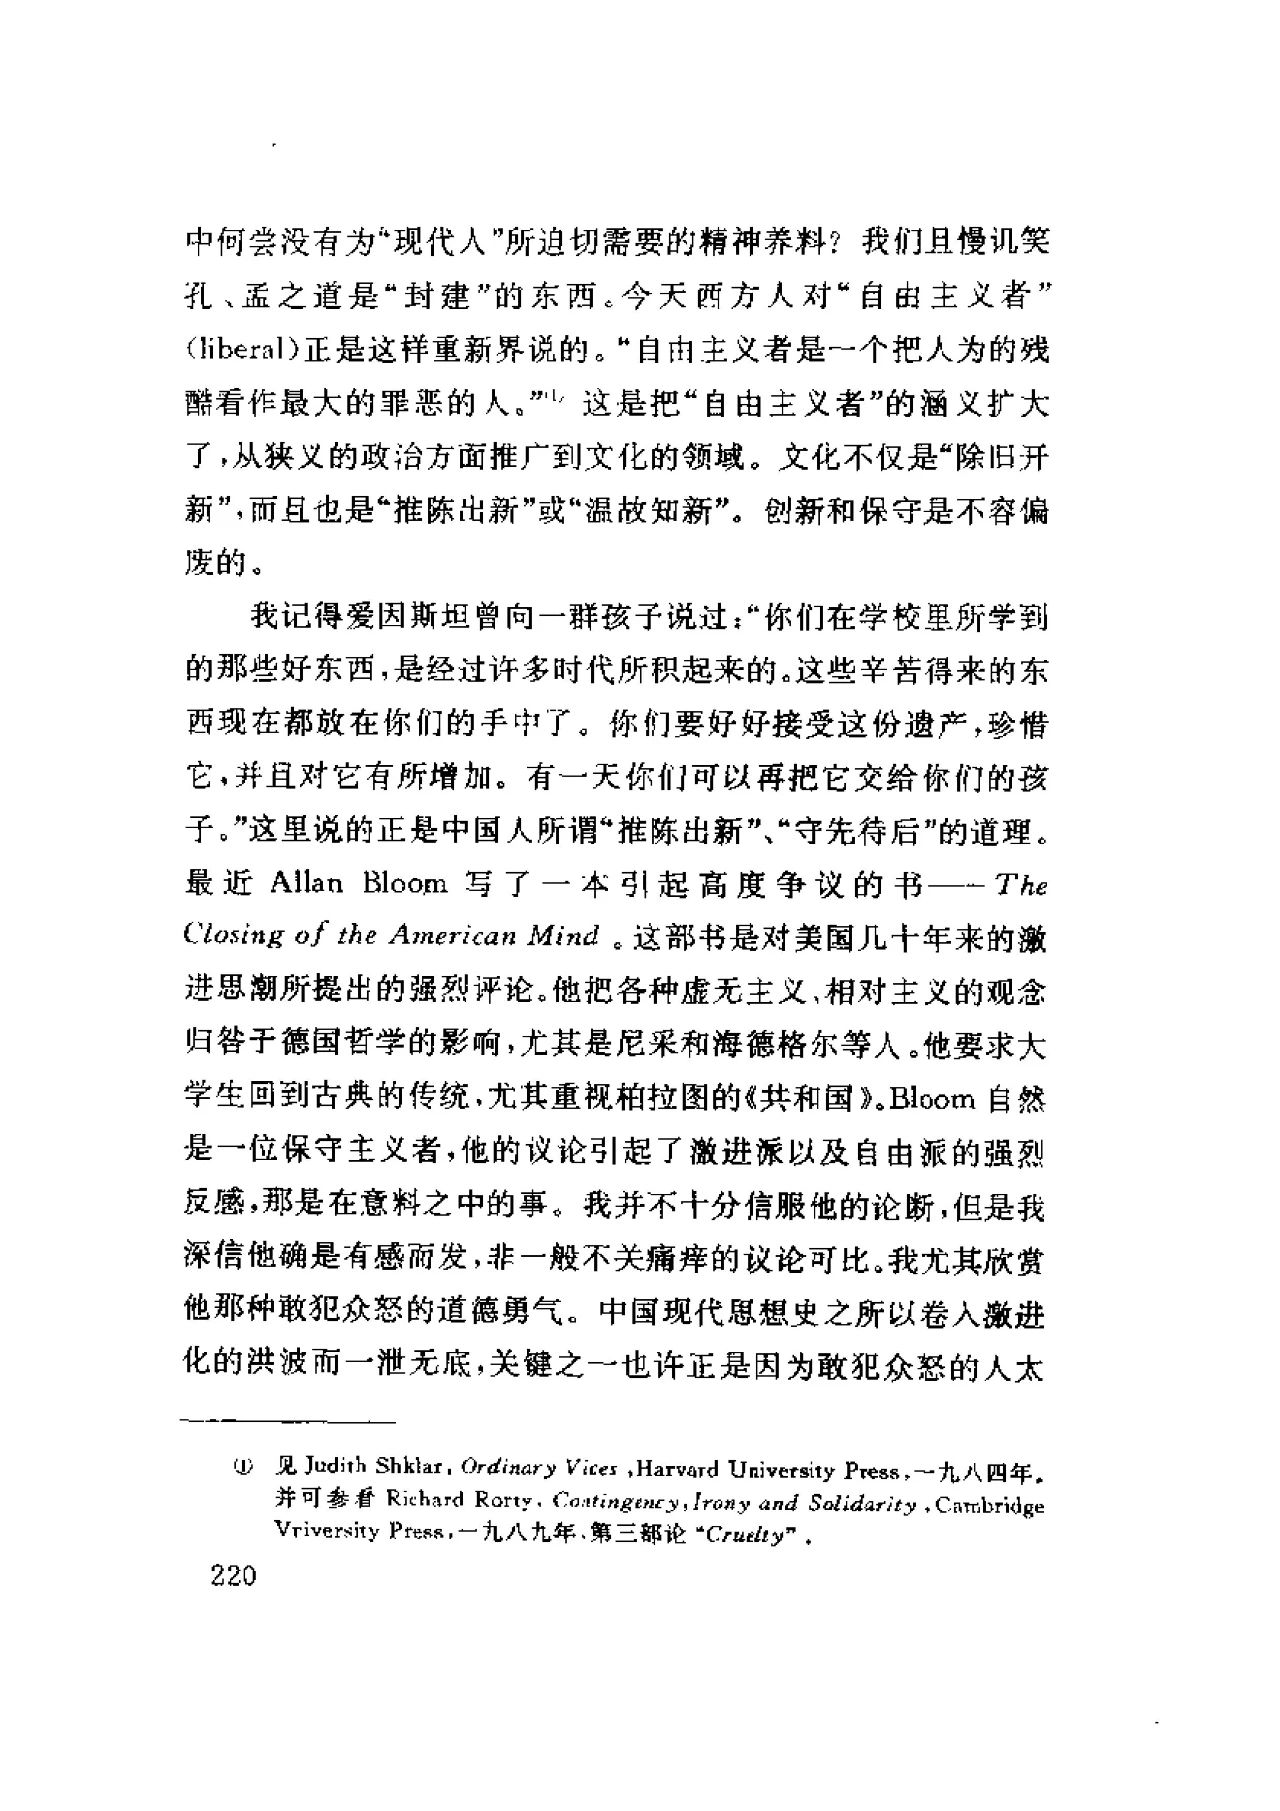 中何尝没有为“现代人”所迫切需要的精神养料？我们且慢讥笑
孔、孟之道是“封建”的东西。今天西方人对“自由主义者”
(liberal)正是这样重新界说的。“自由主义者是一个把人为的残
酷看作最大的罪恶的人。”① 这是把“自由主义者”的涵义扩大
了，从狭义的政治方面推广到文化的领域。文化不仅是“除旧开
新”，而且也是“推陈出新”或“温故知新”。创新和保守是不容偏
废的。
我记得爱因斯坦曾向一群孩子说过：“你们在学校里所学到
的那些好东西，是经过许多时代所积起来的。这些辛苦得来的东
西现在都放在你们的手中了。你们要好好接受这份遗产，珍惜
它，并且对它有所增加。有一天你们可以再把它交给你们的孩
子。”这里说的正是中国人所谓“推陈出新”、“守先待后”的道理。
最近 Allan Bloom 写了一本引起高度争议的书——The
Closing of the American Mind 。这部书是对美国几十年来的激
进思潮所提出的强烈评论。他把各种虚无主义、相对主义的观念
归咎于德国哲学的影响，尤其是尼采和海德格尔等人。他要求大
学生回到古典的传统，尤其重视柏拉图的《共和国》。Bloom 自然
是一位保守主义者，他的议论引起了激进派以及自由派的强烈
反感，那是在意料之中的事。我并不十分信服他的论断，但是我
深信他确是有感而发，非一般不关痛痒的议论可比。我尤其欣赏
他那种敢犯众怒的道德勇气。中国现代思想史之所以卷入激进
化的洪波而一泄无底，关键之一也许正是因为敢犯众怒的人太
① 见 Judith Shklar, Ordinary Vices ,Harvard University Press,一九八四年。
并可参看 Richard Rorty, Contingency,Irony and Solidarity ,Cambridge
Vriversity Press,一九八九年、第三部论 “Cruelty” .
220